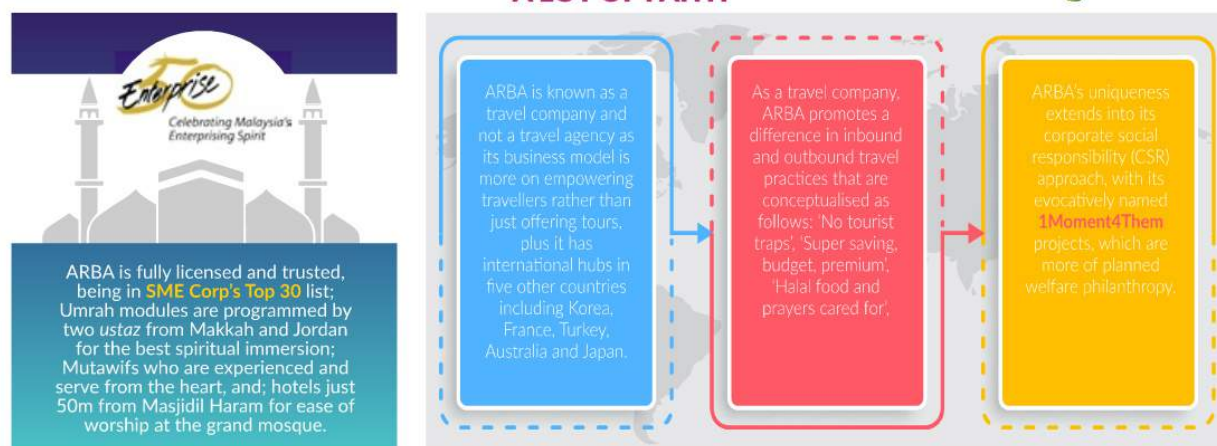 50
Enterprise
Celebrating Malaysia's
Enterprising Spirit
ARBA is fully licensed and trusted,
being in SME Corp's Top 30 list;
Umrah modules are programmed by
two ustaz from Makkah and Jordan
for the best spiritual immersion;
Mutawifs who are experienced and
serve from the heart, and; hotels just
50m from Masjidil Haram for ease of
worship at the grand mosque.
ARBA is known as a
travel company and
not a travel agency as
its business model is
more on empowering
travellers rather than
just offering tours,
plus it has
international hubs in
five other countries
including Korea,
France, Turkey,
Australia and Japan.
As a travel company,
ARBA promotes a
difference in inbound
and outbound travel
practices that are
conceptualised as
follows: 'No tourist
traps', 'Super saving,
budget, premium',
'Halal food and
prayers cared for'.
ARBA's uniqueness
extends into its
corporate social
responsibility (CSR)
approach, with its
evocatively named
1Moment4Them
projects, which are
more of planned
welfare philanthropy.